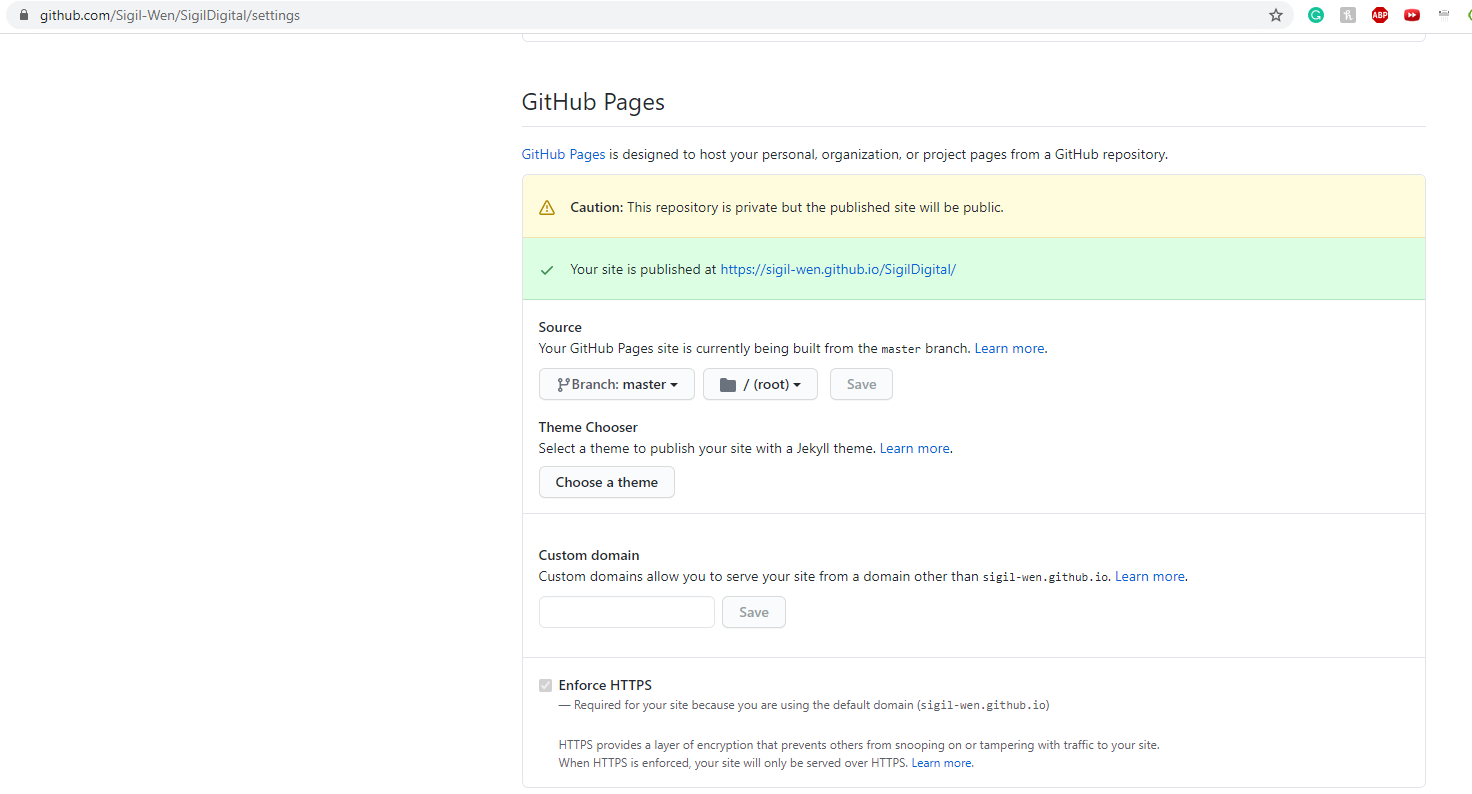 github.com/Sigil-Wen/SigilDigital/settings
ABP
GitHub Pages
GitHub Pages is designed to host your personal, organization, or project pages from a GitHub repository.
Caution: This repository is private but the published site will be public.
Your site is published at https://sigil-wen.github.io/SigilDigital/
Source
Your GitHub Pages site is currently being built from the master branch. Learn more.
Branch: master / (root) Save
Theme Chooser
Select a theme to publish your site with a Jekyll theme. Learn more.
Choose a theme
Custom domain
Custom domains allow you to serve your site from a domain other than sigil-wen.github.io. Learn more.
Save
Enforce HTTPS
— Required for your site because you are using the default domain (sigil-wen.github.io)
HTTPS provides a layer of encryption that prevents others from snooping on or tampering with traffic to your site.
When HTTPS is enforced, your site will only be served over HTTPS. Learn more.